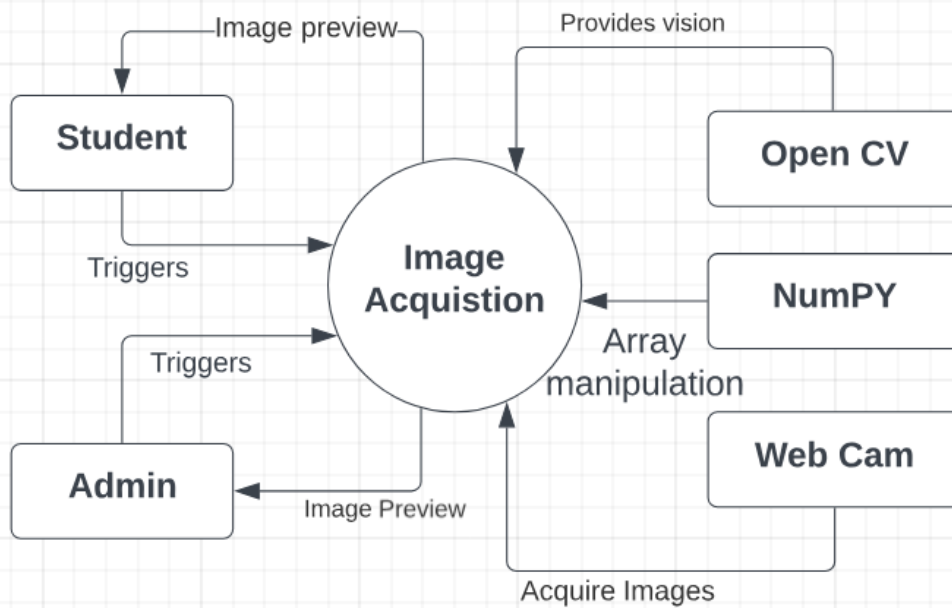 Image preview
Provides vision
Student
Open CV
Triggers
Image
Acquistion
NumPY
Array
manipulation
Triggers
Web Cam
Admin
Image Preview
Acquire Images